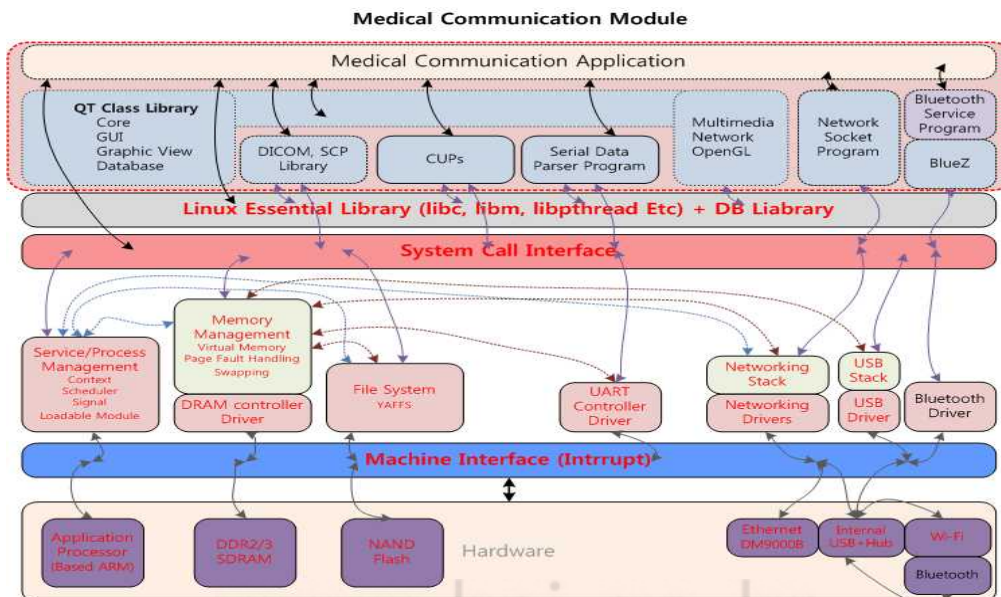 Medical Communication Module
Medical Communication Application
QT Class Library
Core
GUI
Graphic View
Database
DICOM, SCP
Library
CUPs
Serial Data
Parser Program
Multimedia
Network
OpenGL
Network
Socket
Program
Bluetooth
Service
Program
BlueZ
Linux Essential Library (libc, libm, libpthread Etc) + DB Liabrary
System Call Interface
Service/Process
Management
Context
Scheduler
Signal
Loadable Module
Memory
Management
Virtual Memory
Page Fault Handling
Swapping
DRAM controller
Driver
File System
YAFFS
UART
Controller
Driver
Networking Stack
Networking
Drivers
USB
Stack
USB
Driver
Bluetooth
Driver
Machine Interface (Intrrupt)
Application
Processor
(Based ARM)
DDR2/3
SDRAM
NAND
Flash
Hardware
Ethernet
DM9000B
Internal
USB+Hub
Wi-Fi
Bluetooth